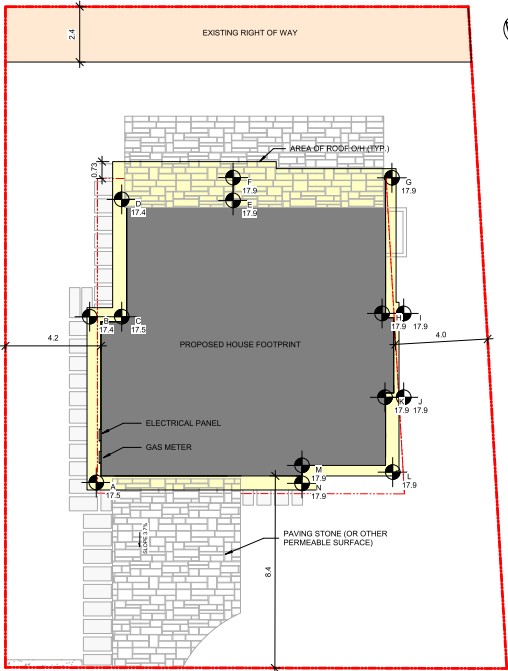 2.4
EXISTING RIGHT OF WAY
AREA OF ROOF O/H (TYP.)
0.73
F
17.9
G
17.9
D
17.4
E
17.9
B
17.4
C
17.5
H
17.9
I
17.9
4.2
PROPOSED HOUSE FOOTPRINT
4.0
K
17.9
J
17.9
ELECTRICAL PANEL
GAS METER
M
17.9
L
17.9
A
17.5
N
17.9
SLOPE 3.7%
PAVING STONE (OR OTHER
PERMEABLE SURFACE)
8.4